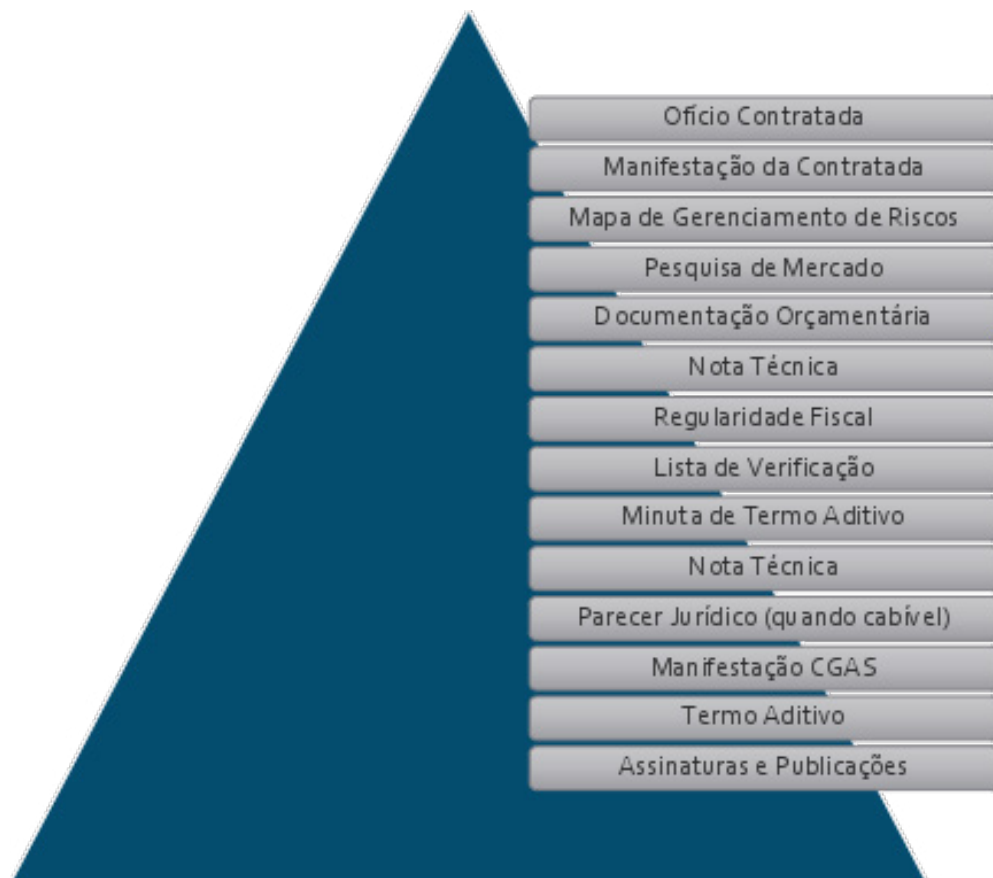 Ofício Contratada
Manifestação da Contratada
Mapa de Gerenciamento de Riscos
Pesquisa de Mercado
Documentação Orçamentária
Nota Técnica
Regularidade Fiscal
Lista de Verificação
Minuta de Termo Aditivo
Nota Técnica
Parecer Jurídico (quando cabível)
Manifestação CGAS
Termo Aditivo
Assinaturas e Publicações